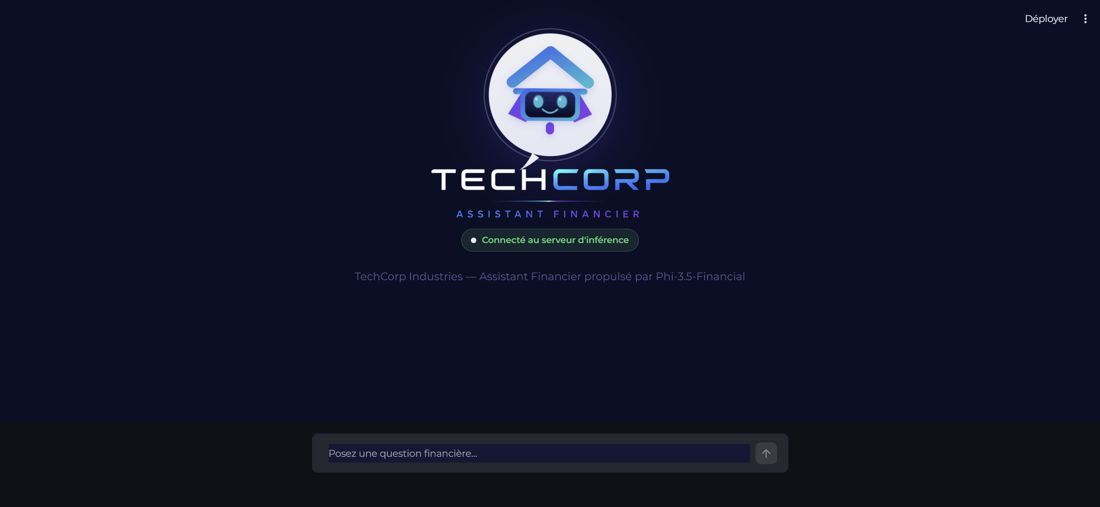 Déployer
TECHCORP
ASSISTANT FINANCIER
Connecté au serveur d'inférence
TechCorp Industries — Assistant Financier propulsé par Phi-3.5-Financial
Posez une question financière...